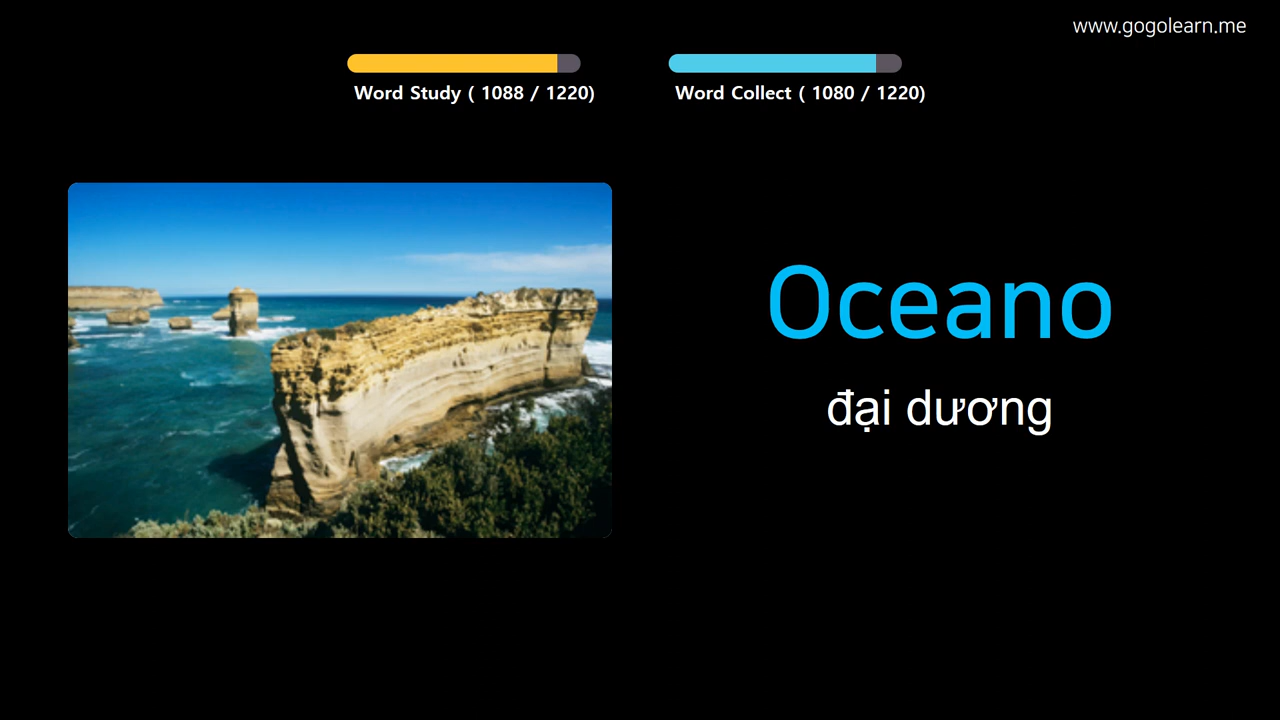 www.gogolearn.me
Word Study ( 1088 / 1220)
Word Collect ( 1080 / 1220)
Oceano
đại dương